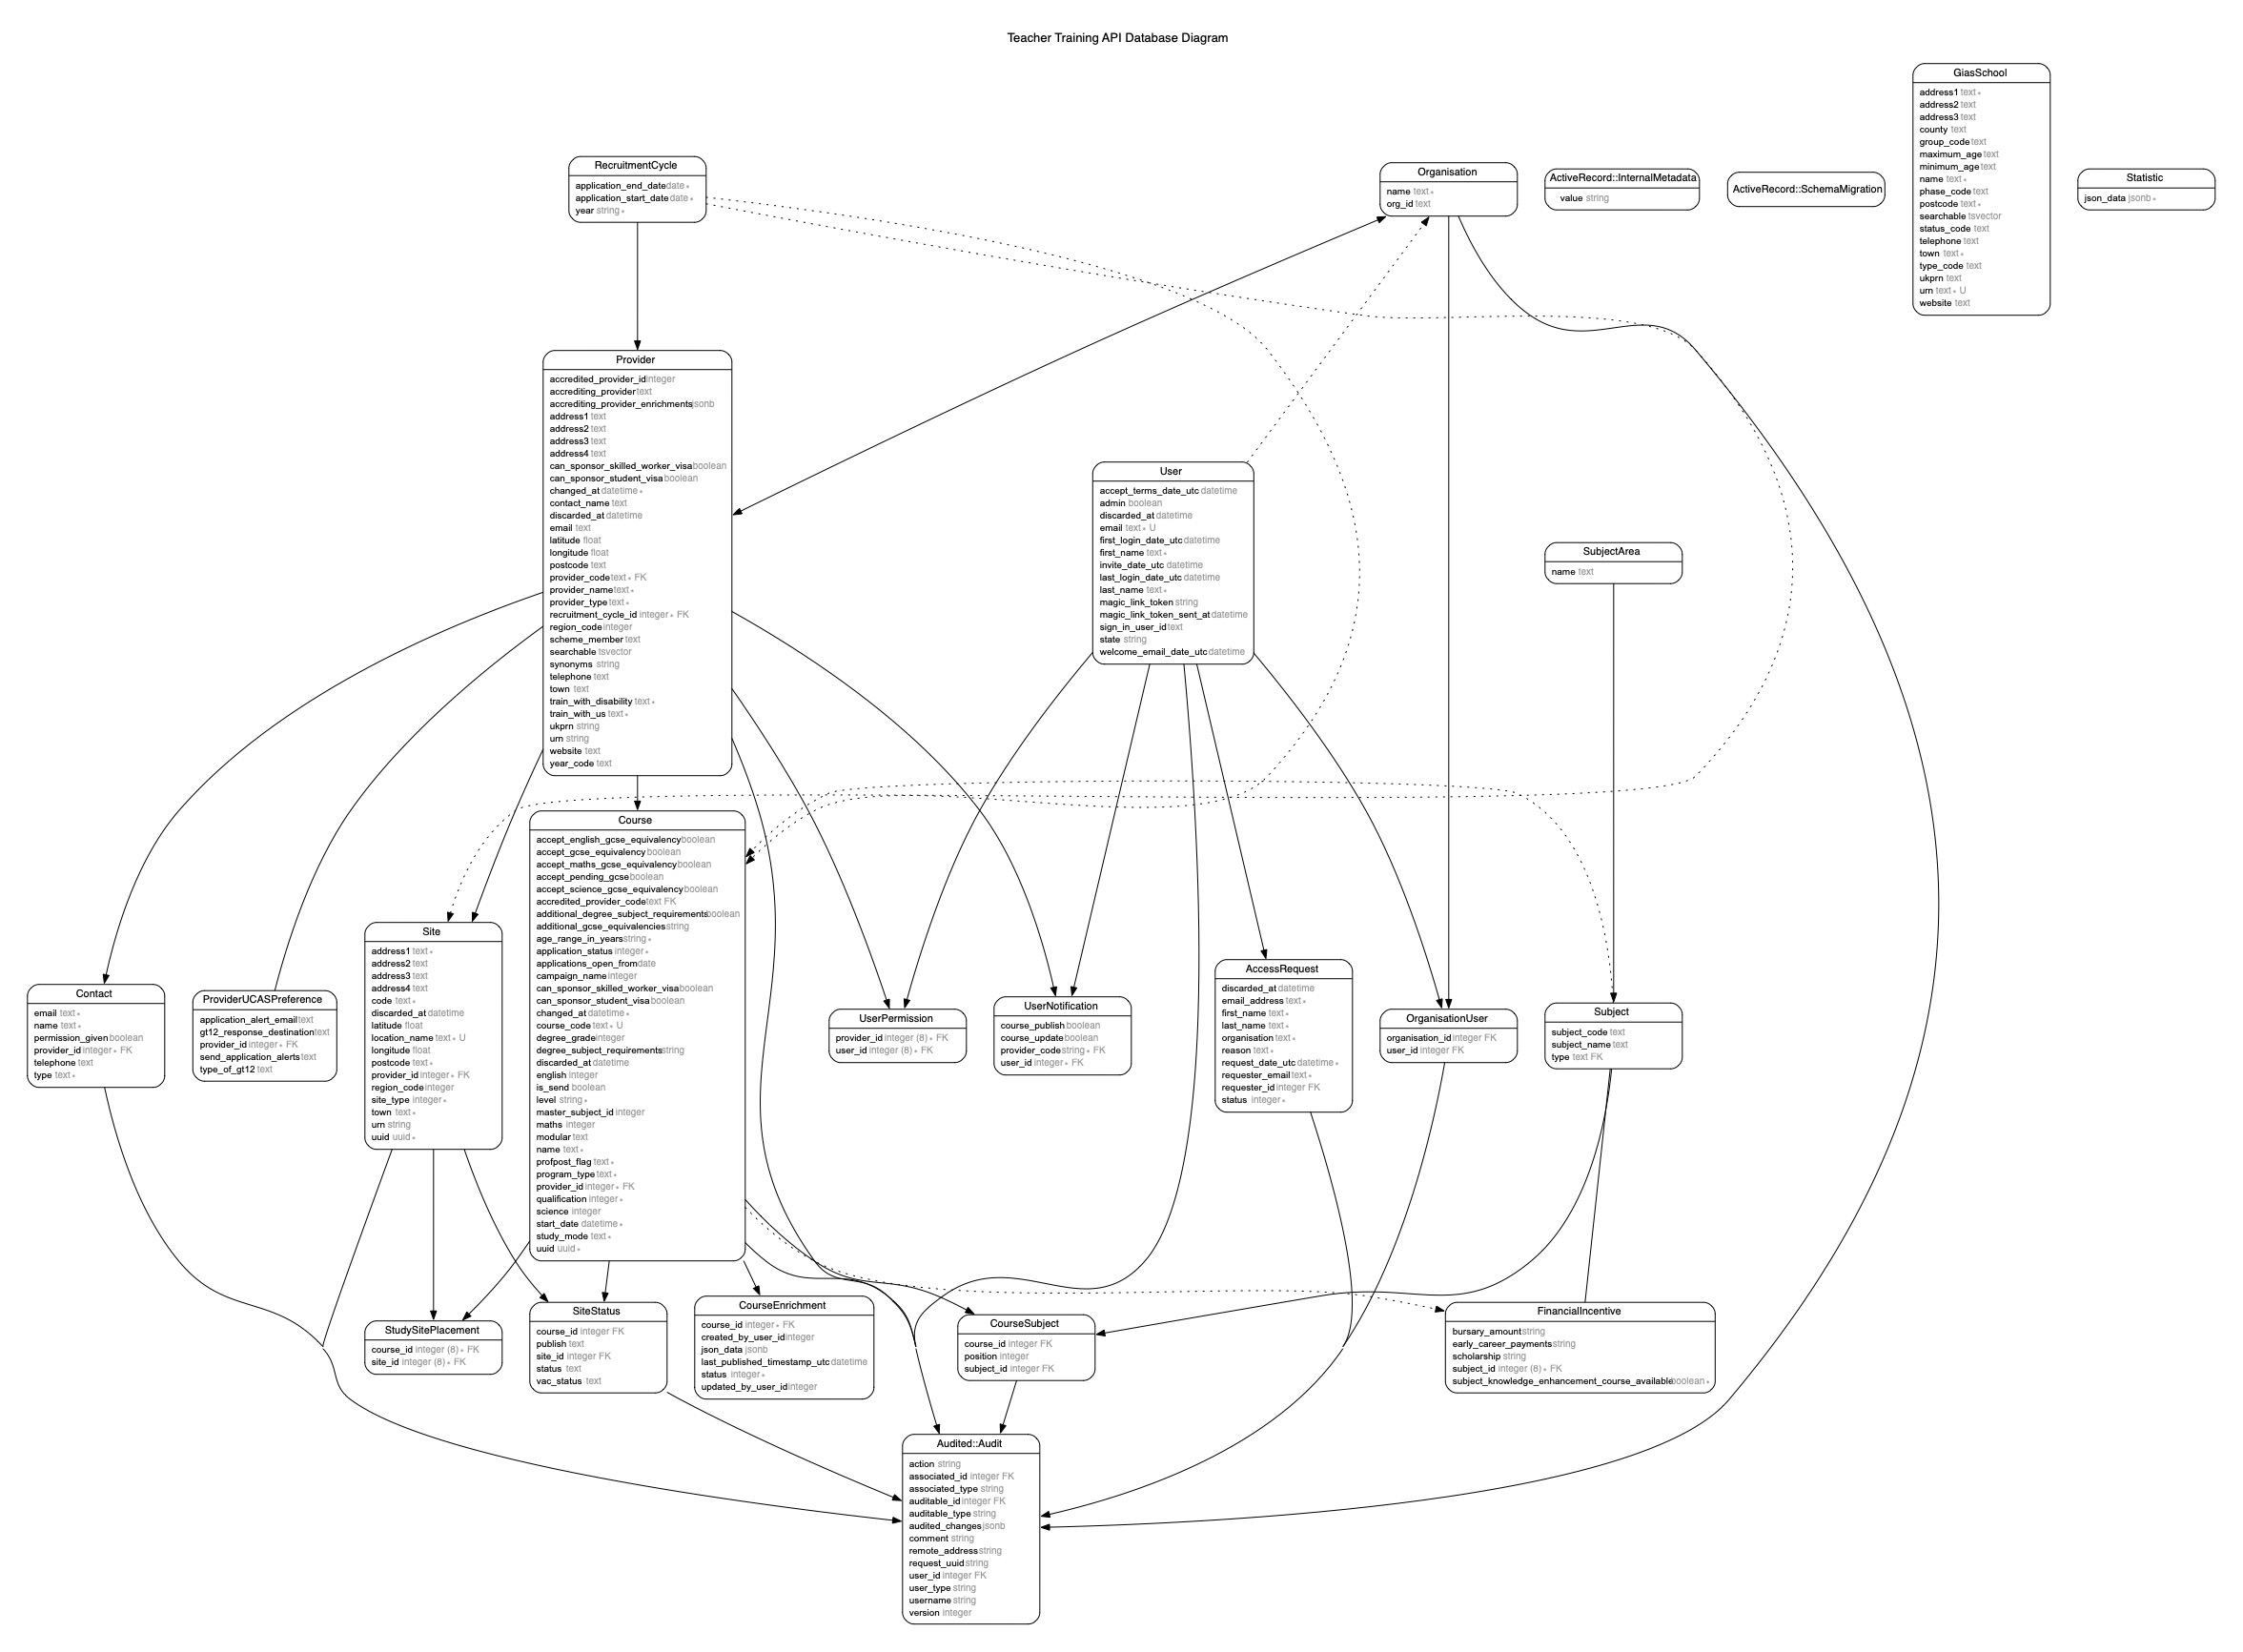 Teacher Training API Database Diagram
GiasSchool
address1 text∗
address2 text
address3 text
county text
group_code text
maximum_age text
minimum_age text
name text∗
phase_code text
postcode text∗
searchable tsvector
status_code text
telephone text
town text∗
type_code text
ukprn text
urn text∗ U
website text
RecruitmentCycle
application_end_date date∗
application_start_date date∗
year string∗
Organisation
name text∗
org_id text
ActiveRecord::InternalMetadata
value string
ActiveRecord::SchemaMigration
Statistic
json_data jsonb∗
Provider
accredited_provider_id integer
accrediting_provider text
accrediting_provider_enrichments jsonb
address1 text
address2 text
address3 text
address4 text
can_sponsor_skilled_worker_visa boolean
can_sponsor_student_visa boolean
changed_at datetime∗
contact_name text
discarded_at datetime
email text
latitude float
longitude float
postcode text
provider_code text∗ FK
provider_name text∗
provider_type text∗
recruitment_cycle_id integer∗ FK
region_code integer
scheme_member text
searchable tsvector
synonyms string
telephone text
town text
train_with_disability text∗
train_with_us text∗
ukprn string
urn string
website text
year_code text
User
accept_terms_date_utc datetime
admin boolean
discarded_at datetime
email text∗ U
first_login_date_utc datetime
first_name text∗
invite_date_utc datetime
last_login_date_utc datetime
last_name text∗
magic_link_token string
magic_link_token_sent_at datetime
sign_in_user_id text
state string
welcome_email_date_utc datetime
SubjectArea
name text
Course
accept_english_gcse_equivalency boolean
accept_gcse_equivalency boolean
accept_maths_gcse_equivalency boolean
accept_pending_gcse boolean
accept_science_gcse_equivalency boolean
accredited_provider_code text FK
additional_degree_subject_requirements boolean
additional_gcse_equivalencies string
age_range_in_years string∗
application_status integer∗
applications_open_from date
campaign_name integer
can_sponsor_skilled_worker_visa boolean
can_sponsor_student_visa boolean
changed_at datetime∗
course_code text∗ U
degree_grade integer
degree_subject_requirements string
discarded_at datetime
english integer
is_send boolean
level string∗
master_subject_id integer
maths integer
modular text
name text∗
profpost_flag text∗
program_type text∗
provider_id integer∗ FK
qualification integer∗
science integer
start_date datetime∗
study_mode text∗
uuid uuid∗
Site
address1 text∗
address2 text
address3 text
address4 text
code text∗
discarded_at datetime
latitude float
location_name text∗ U
longitude float
postcode text∗
provider_id integer∗ FK
region_code integer
site_type integer∗
town text∗
urn string
uuid uuid∗
Contact
email text∗
name text∗
permission_given boolean
provider_id integer∗ FK
telephone text
type text∗
ProviderUCASPreference
application_alert_email text
gt12_response_destination text
provider_id integer∗ FK
send_application_alerts text
type_of_gt12 text
UserPermission
provider_id integer (8)∗ FK
user_id integer (8)∗ FK
UserNotification
course_publish boolean
course_update boolean
provider_code string∗ FK
user_id integer∗ FK
AccessRequest
discarded_at datetime
email_address text∗
first_name text∗
last_name text∗
organisation text∗
reason text∗
request_date_utc datetime∗
requester_email text∗
requester_id integer FK
status integer∗
OrganisationUser
organisation_id integer FK
user_id integer FK
Subject
subject_code text
subject_name text
type text FK
StudySitePlacement
course_id integer (8)∗ FK
site_id integer (8)∗ FK
SiteStatus
course_id integer FK
publish text
site_id integer FK
status text
vac_status text
CourseEnrichment
course_id integer∗ FK
created_by_user_id integer
json_data jsonb
last_published_timestamp_utc datetime
status integer∗
updated_by_user_id integer
CourseSubject
course_id integer FK
position integer
subject_id integer FK
FinancialIncentive
bursary_amount string
early_career_payments string
scholarship string
subject_id integer (8)∗ FK
subject_knowledge_enhancement_course_available boolean∗
Audited::Audit
action string
associated_id integer FK
associated_type string
auditable_id integer FK
auditable_type string
audited_changes jsonb
comment string
remote_address string
request_uuid string
user_id integer FK
user_type string
username string
version integer